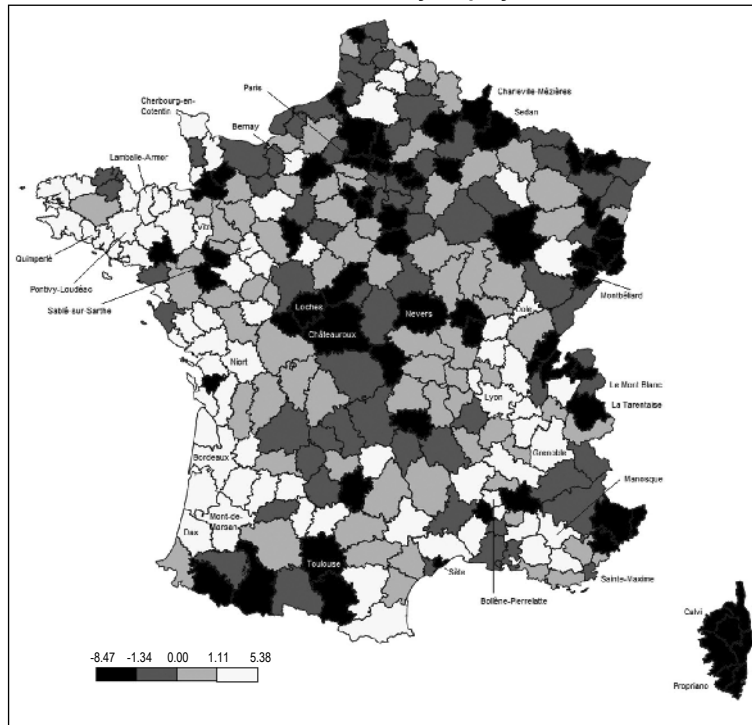 Charleville-Mézières
Paris
Cherbourg-en-
Cotentin
Sedan
Bernay
Lamballe-Armor
Vitré
Quimperlé
Pontivy-Loudéac
Sablé-sur-Sarthe
Montbéliard
Loches
Nevers
Dole
Châteauroux
Niort
Le Mont Blanc
Lyon
La Tarentaise
Bordeaux
Grenoble
Manosque
Mont-de-
Marsan
Dax
Toulouse
Sète
Sainte-Maxime
Bollène-Pierrelatte
Calvi
Propriano
-8.47 -1.34 0.00 1.11 5.38